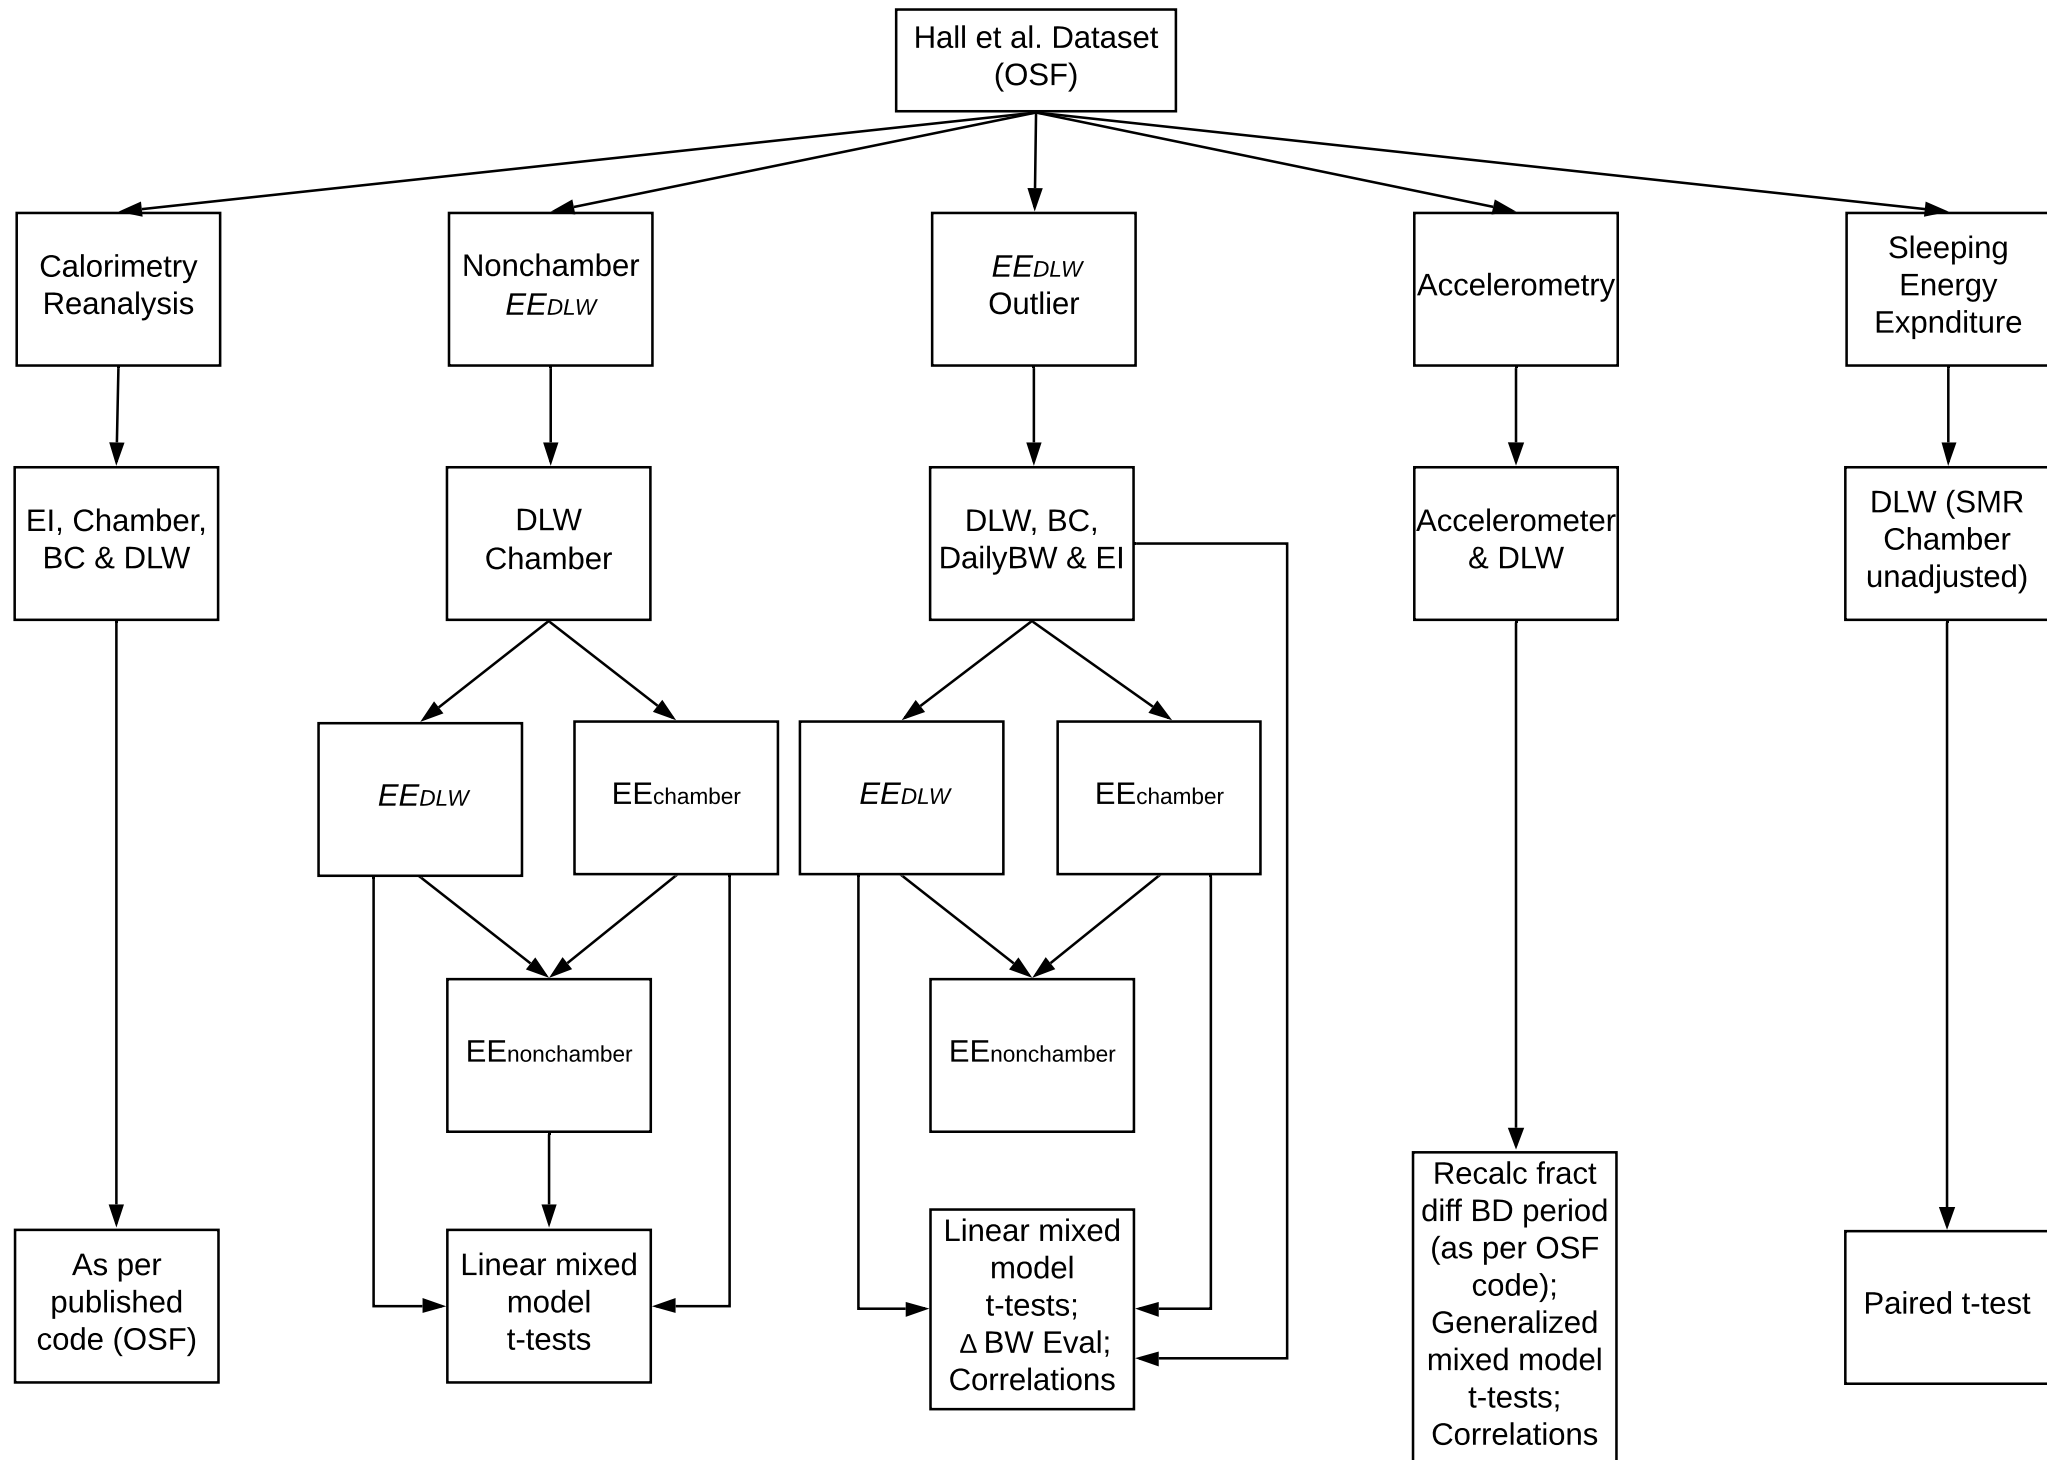 Hall et al. Dataset
(OSF)
Calorimetry
Reanalysis
Nonchamber
EEDLW
EEDLW
Outlier
Accelerometry
Sleeping
Energy
Expnditure
EI, Chamber,
BC & DLW
DLW
Chamber
DLW, BC,
DailyBW & EI
Accelerometer
& DLW
DLW (SMR
Chamber
unadjusted)
EEDLW
EEchamber
EEDLW
EEchamber
EEnonchamber
EEnonchamber
As per
published
code (OSF)
Linear mixed
model
t-tests
Linear mixed
model
t-tests;
Δ BW Eval;
Correlations
Recalc fract
diff BD period
(as per OSF
code);
Generalized
mixed model
t-tests;
Correlations
Paired t-test